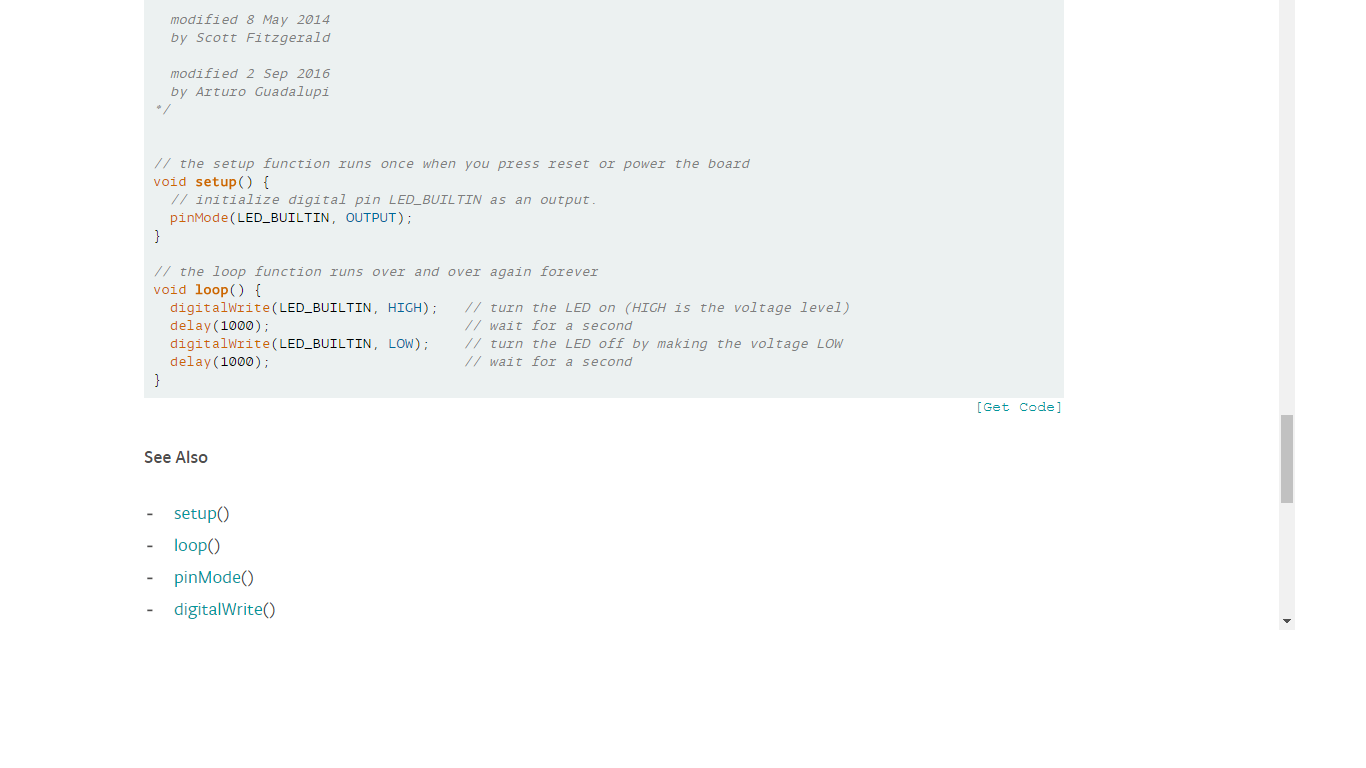 modified 8 May 2014
by Scott Fitzgerald
modified 2 Sep 2016
by Arturo Guadalupi
*/
// the setup function runs once when you press reset or power the board
void setup() {
// initialize digital pin LED_BUILTIN as an output.
pinMode(LED_BUILTIN, OUTPUT);
}
// the loop function runs over and over again forever
void loop() {
digitalWrite(LED_BUILTIN, HIGH);   // turn the LED on (HIGH is the voltage level)
delay(1000);                       // wait for a second
digitalWrite(LED_BUILTIN, LOW);    // turn the LED off by making the voltage LOW
delay(1000);                       // wait for a second
}
[Get Code]
See Also
- setup()
- loop()
- pinMode()
- digitalWrite()